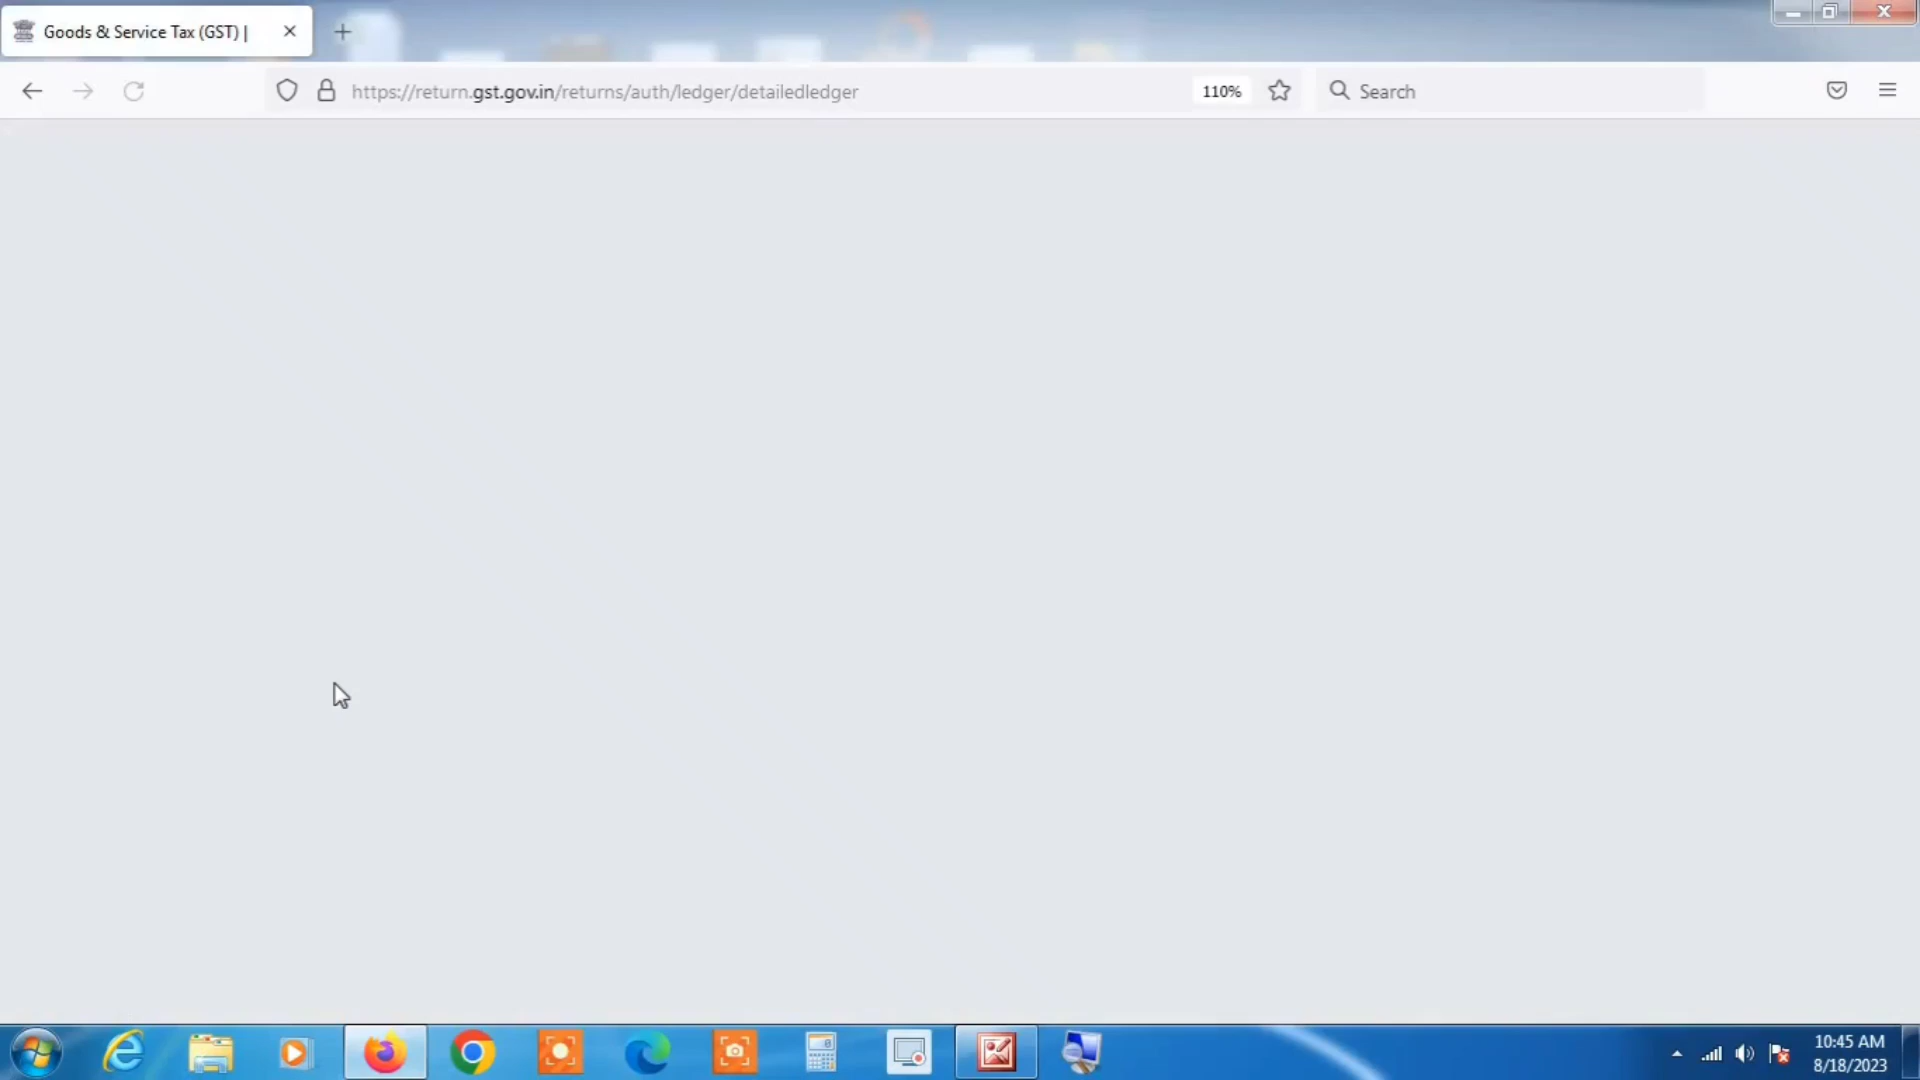 Goods & Service Tax (GST) |
https://return.gst.gov.in/returns/auth/ledger/detailedledger
110%
Search
10:45 AM
8/18/2023